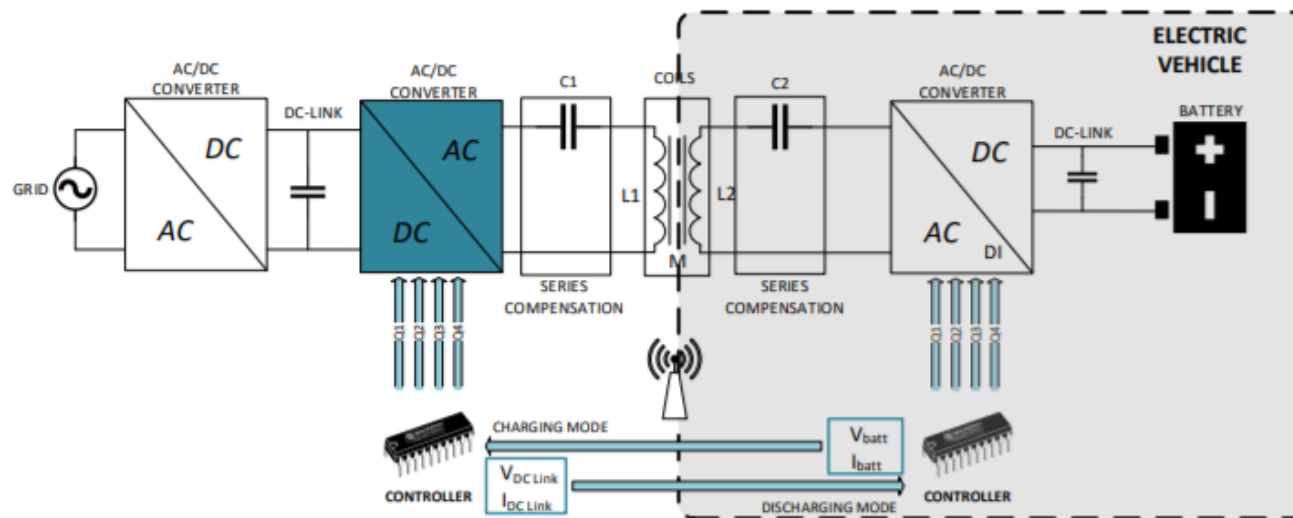 ELECTRIC
VEHICLE
AC/DC
CONVERTER
DC-LINK
AC/DC
CONVERTER
C1
COILS
C2
AC/DC
CONVERTER
DC-LINK
BATTERY
GRID
DC
AC
AC
DC
L1
L2
M
DC
AC
DI
SERIES
COMPENSATION
SERIES
COMPENSATION
Q1
Q2
Q3
Q4
Q1
Q2
Q3
Q4
CHARGING MODE
Vbatt
Ibatt
VDC Link
IDC Link
CONTROLLER
DISCHARGING MODE
CONTROLLER